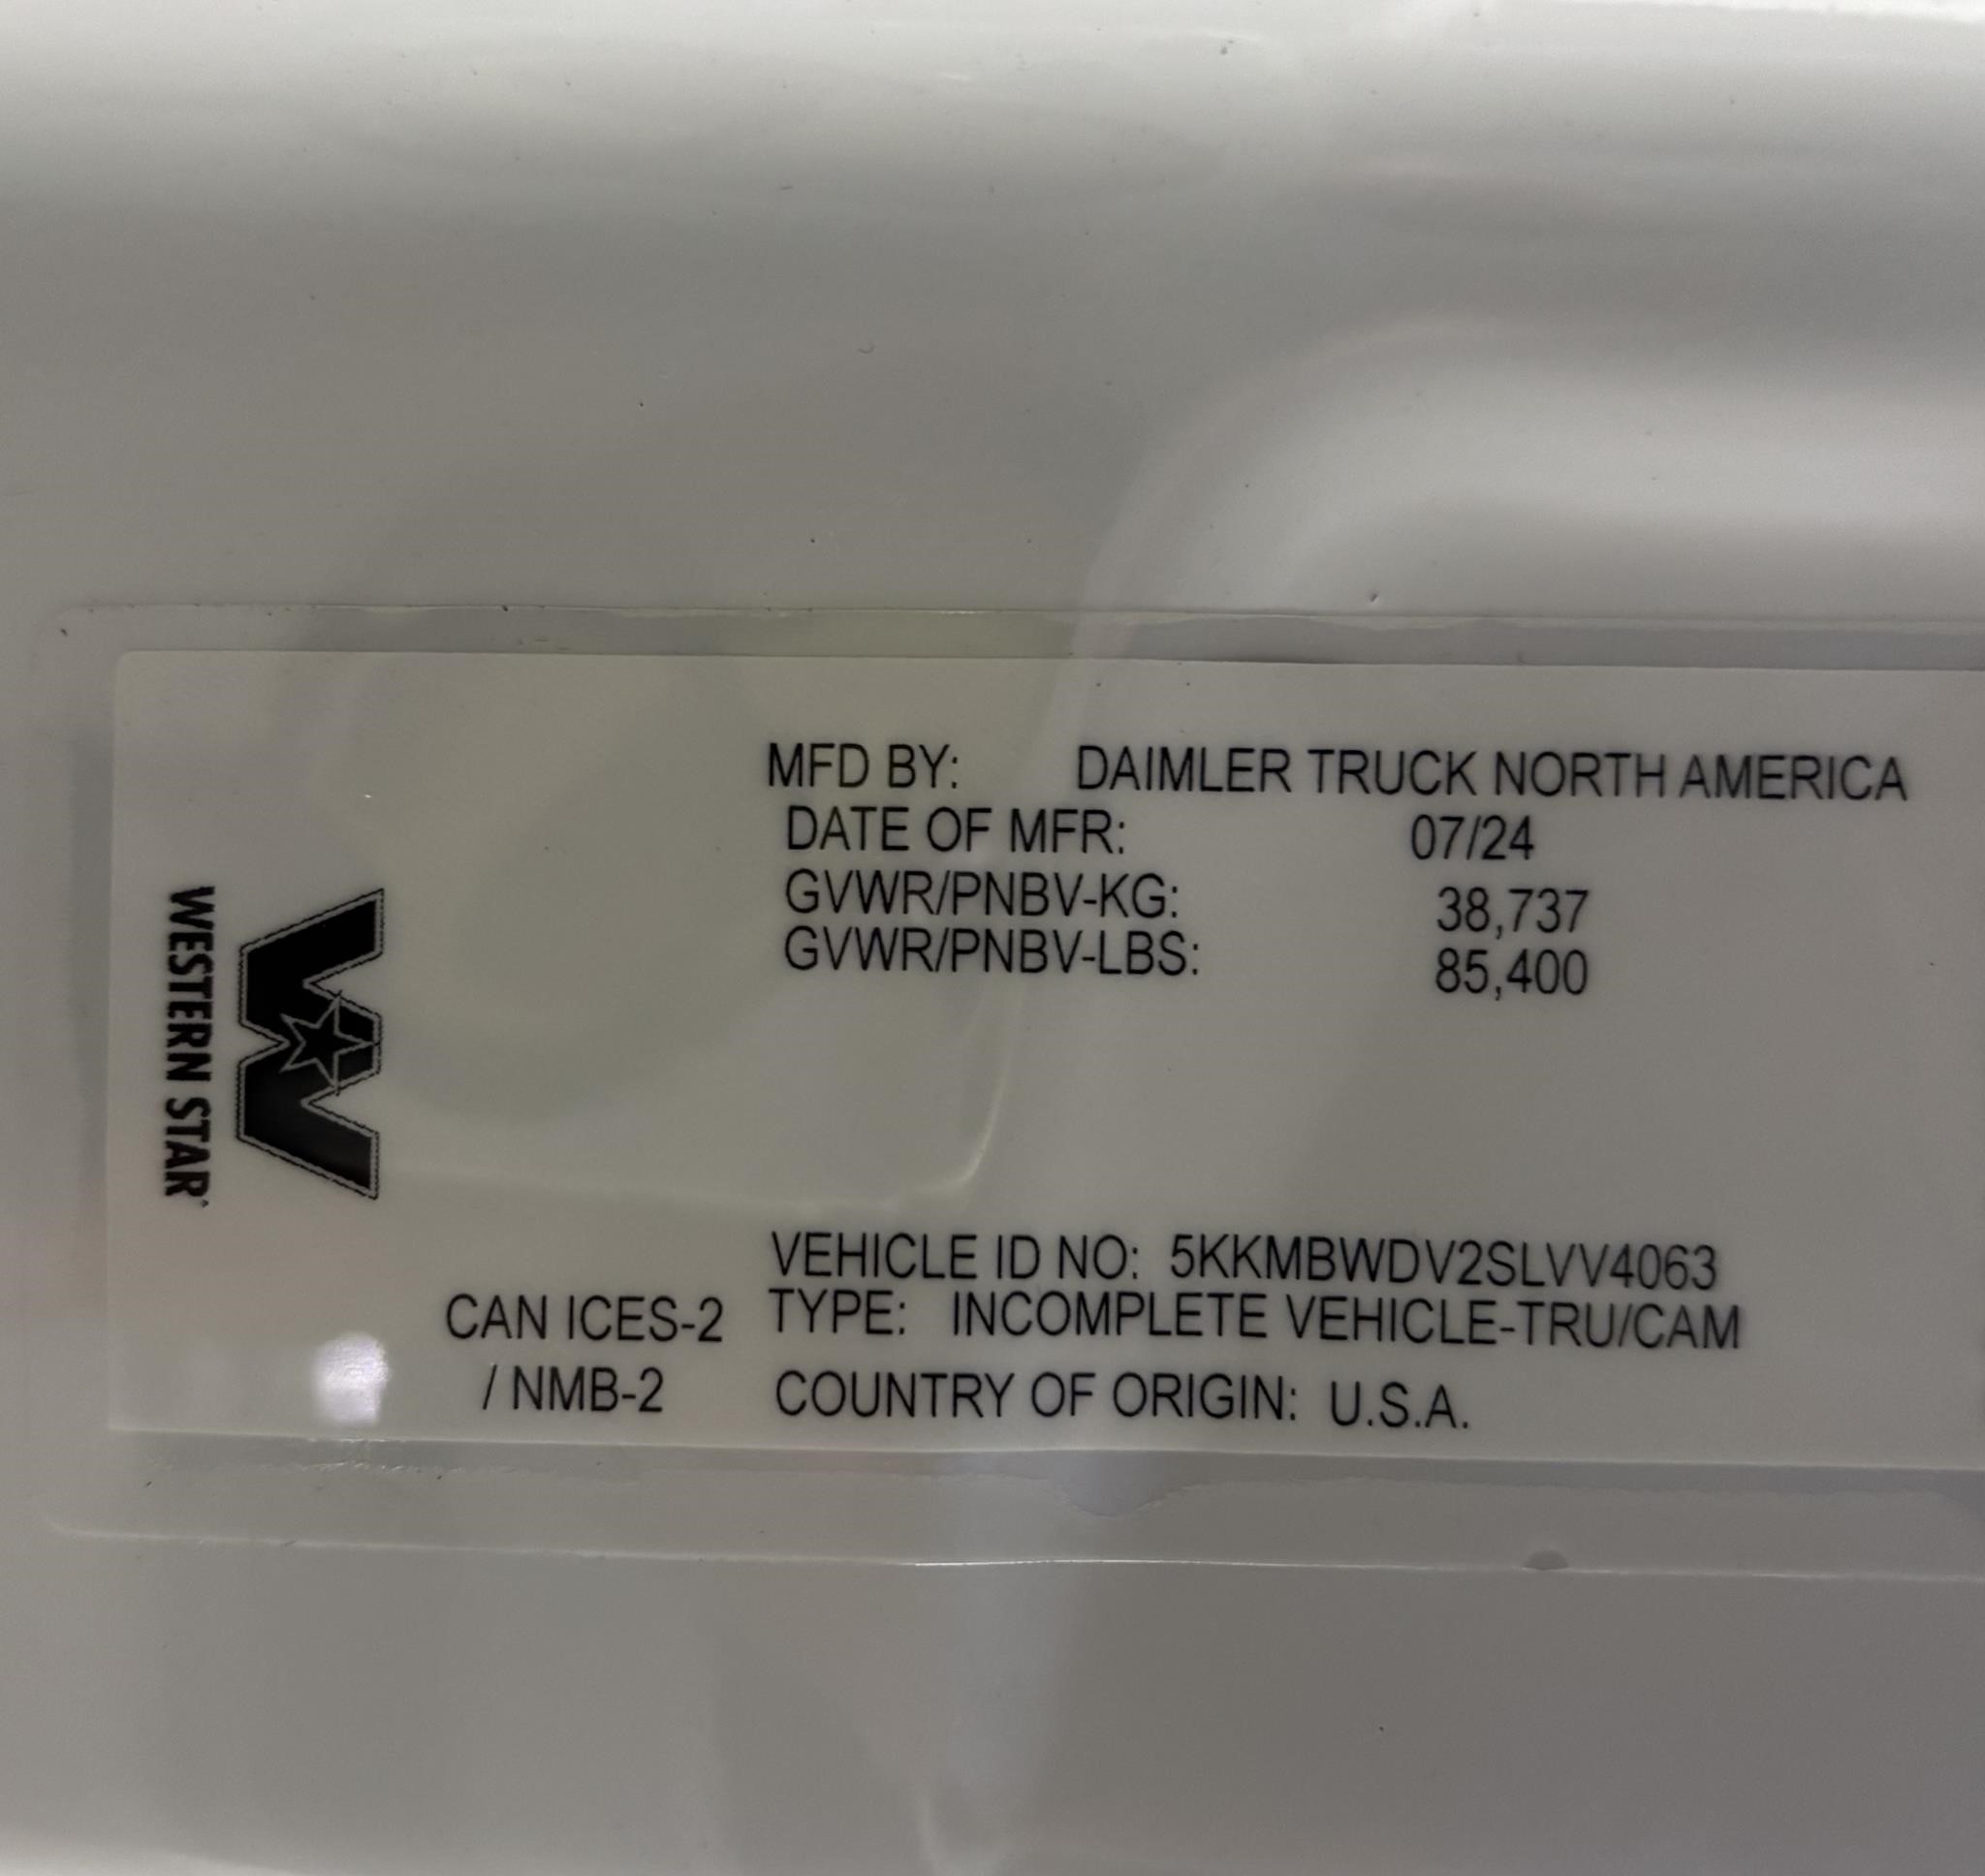 MFD BY: DAIMLER TRUCK NORTH AMERICA
DATE OF MFR: 07/24
GVWR/PNBV-KG: 38,737
GVWR/PNBV-LBS: 85,400
WESTERN STAR
VEHICLE ID NO: 5KKMBWDV2SLVV4063
CAN ICES-2 TYPE: INCOMPLETE VEHICLE-TRU/CAM
/ NMB-2 COUNTRY OF ORIGIN: U.S.A.